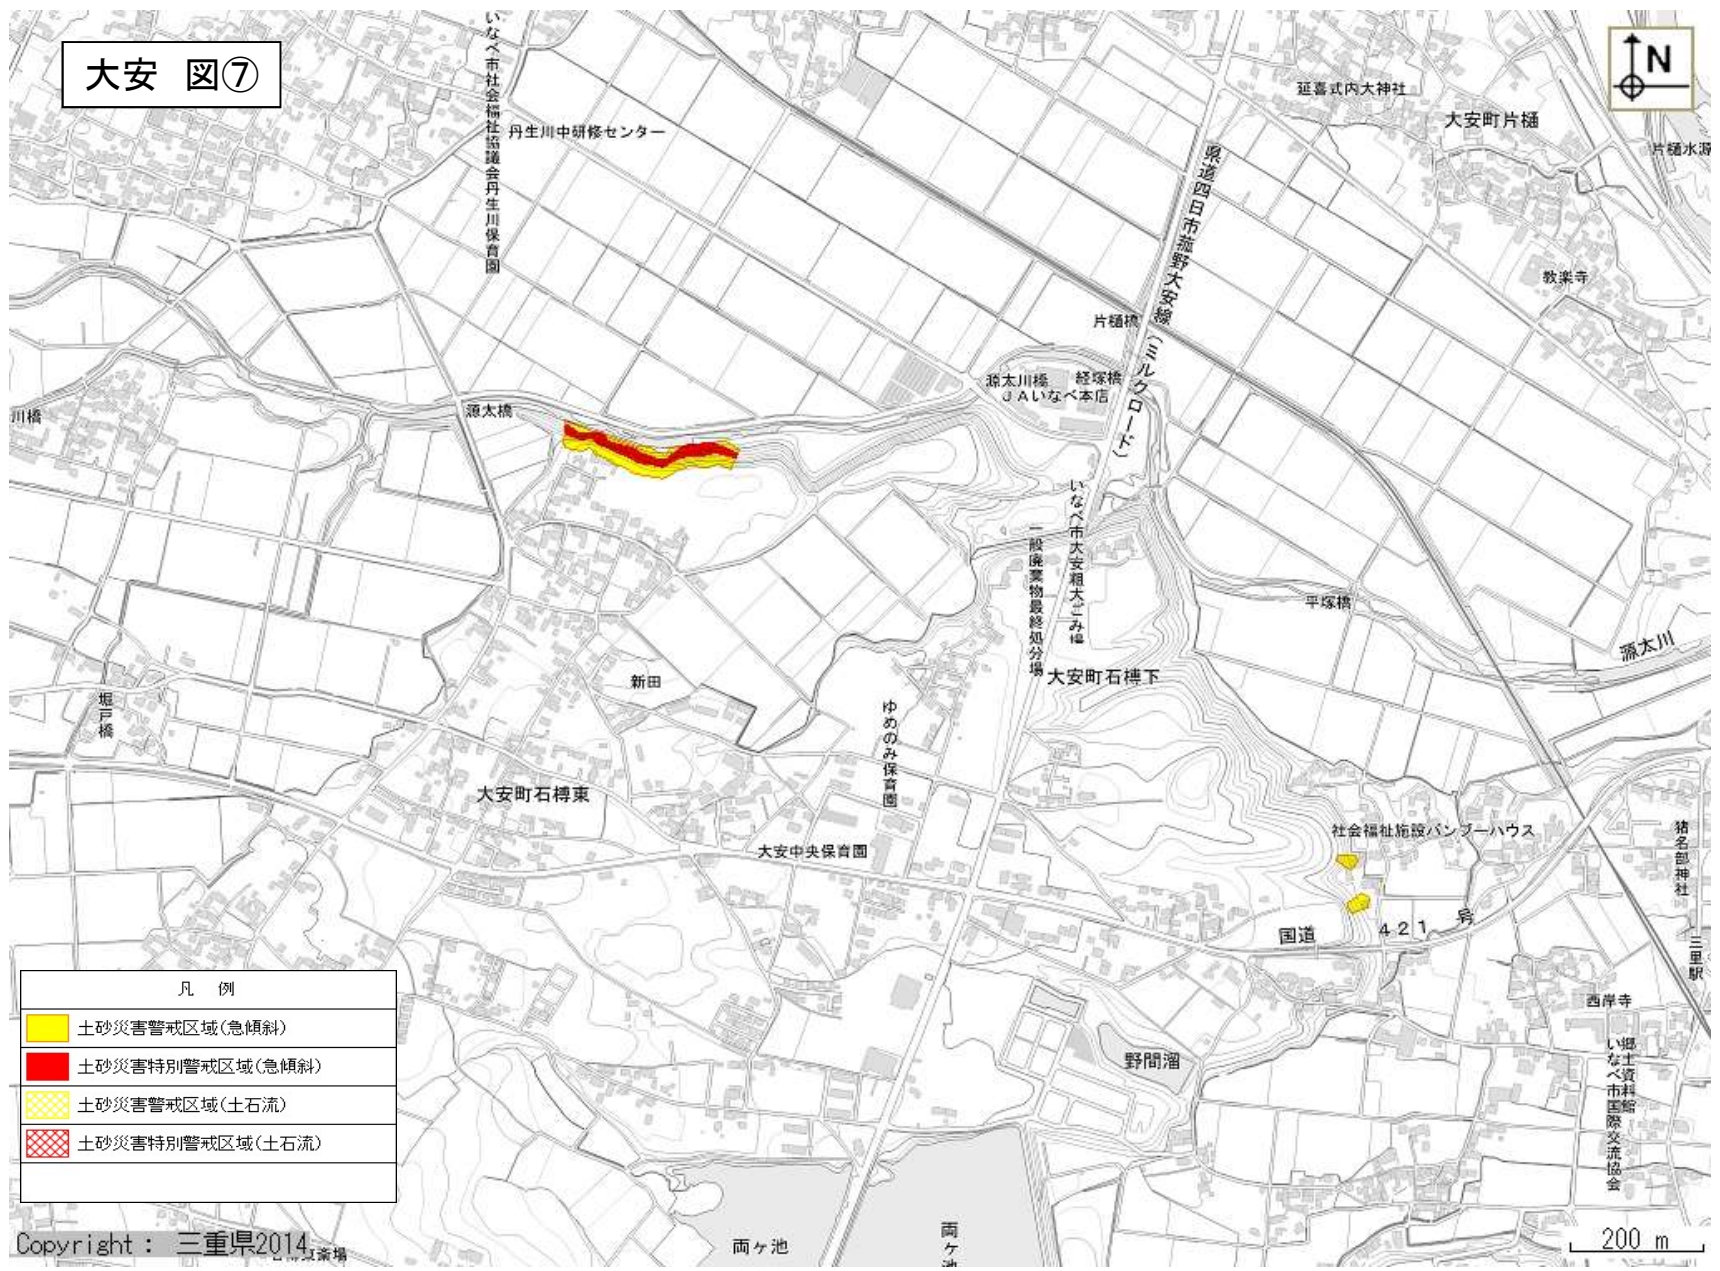 大安 図⑦
N
いなべ市社会福祉協議会丹生川保育園
丹生川中研修センター
延喜式内大神社
大安町片樋
片樋水源
県道四日市菰野大安線(ミルクロード)
教楽寺
片樋橋
源太川橋
経塚橋
JAいなべ本店
川橋
源太橋
いなべ市大安粗大ごみ場
一般廃棄物最終処分場
平塚橋
源太川
大安町石榑下
新田
堀戸橋
ゆめのみ保育園
大安町石榑東
大安中央保育園
社会福祉施設バンブーハウス
猪名部神社
国道 421 号
三里駅
西岸寺
郷土資料館
いなべ市国際交流協会
野間溜
凡 例
土砂災害警戒区域(急傾斜)
土砂災害特別警戒区域(急傾斜)
土砂災害警戒区域(土石流)
土砂災害特別警戒区域(土石流)
両ヶ池
両ヶ池
Copyright : 三重県2014
斎場
200 m